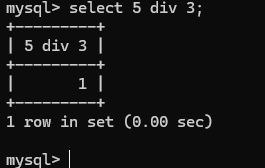 mysql> select 5 div 3;
+---------+
| 5 div 3 |
+---------+
|       1 |
+---------+
1 row in set (0.00 sec)
mysql>